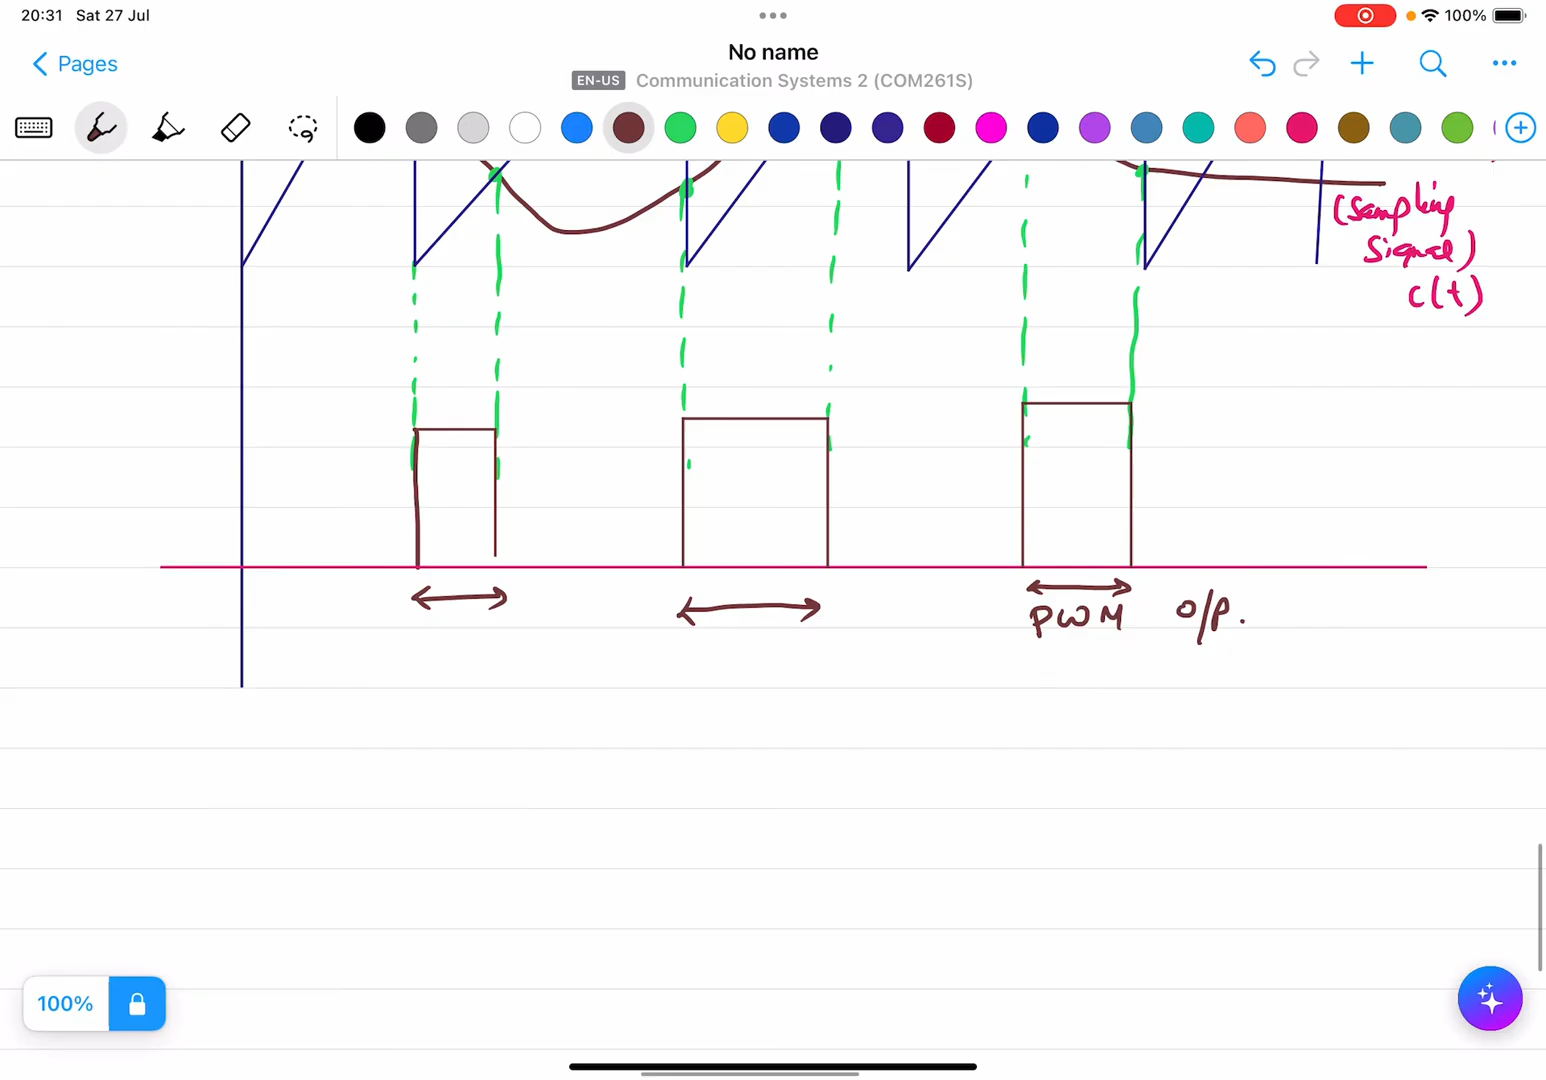 20:31 Sat 27 Jul
100%
Pages
No name
EN-US Communication Systems 2 (COM261S)
(Sampling
Signal)
c(t)
PWM O/P.
100%